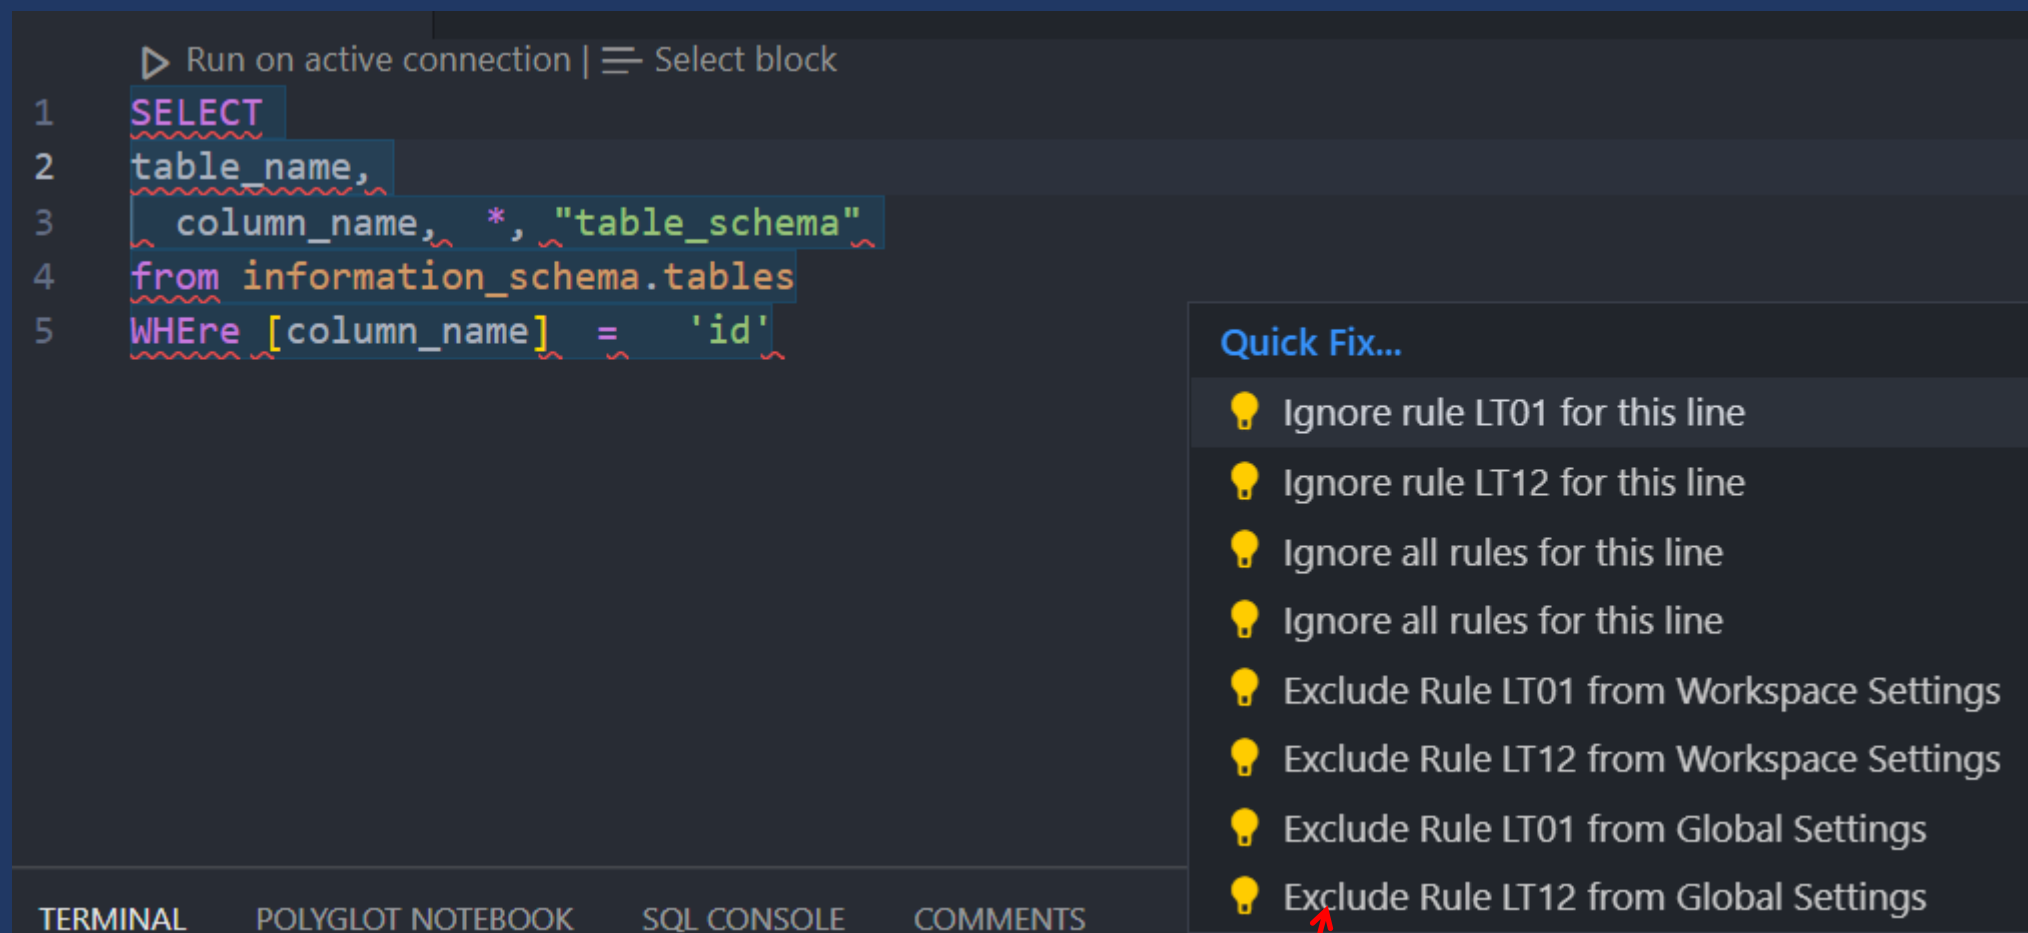 Run on active connection | Select block
1 SELECT
2 table_name,
3   column_name,  *, "table_schema"
4 from information_schema.tables
5 WHEre [column_name]  =   'id'
Quick Fix...
Ignore rule LT01 for this line
Ignore rule LT12 for this line
Ignore all rules for this line
Ignore all rules for this line
Exclude Rule LT01 from Workspace Settings
Exclude Rule LT12 from Workspace Settings
Exclude Rule LT01 from Global Settings
Exclude Rule LT12 from Global Settings
TERMINAL POLYGLOT NOTEBOOK SQL CONSOLE COMMENTS